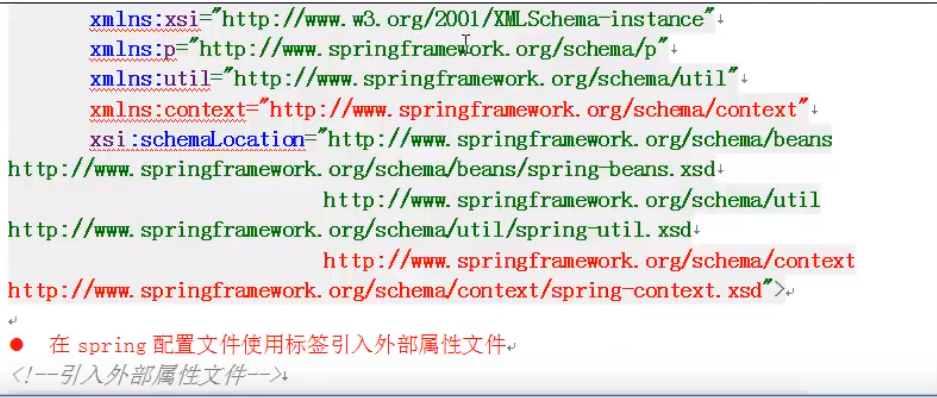 xmlns:xsi="http://www.w3.org/2001/XMLSchema-instance"
xmlns:p="http://www.springframework.org/schema/p"
xmlns:util="http://www.springframework.org/schema/util"
xmlns:context="http://www.springframework.org/schema/context"
xsi:schemaLocation="http://www.springframework.org/schema/beans
http://www.springframework.org/schema/beans/spring-beans.xsd
http://www.springframework.org/schema/util
http://www.springframework.org/schema/util/spring-util.xsd
http://www.springframework.org/schema/context
http://www.springframework.org/schema/context/spring-context.xsd">
● 在 spring 配置文件使用标签引入外部属性文件
<!--引入外部属性文件-->